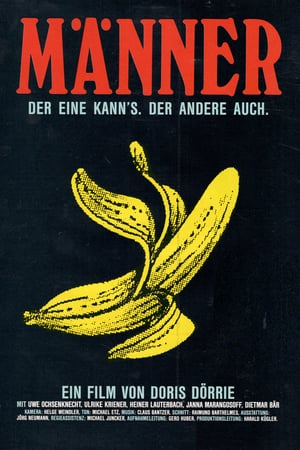 MÄNNER
DER EINE KANN'S. DER ANDERE AUCH.
EIN FILM VON DORIS DÖRRIE
MIT UWE OCHSENKNECHT, ULRIKE KRIENER, HEINER LAUTERBACH, JANNA MARANGOSOFF, DIETMAR BÄR
KAMERA: HELGE WEINDLER, TON: MICHAEL ETZ, MUSIK: CLAUS BANTZER, SCHNITT: RAIMUND BARTHELMES, AUSSTATTUNG:
JÖRG NEUMANN, REGIEASSISTENZ: MICHAEL JUNCKER, AUFNAHMELEITUNG: GERD HUBER, PRODUKTIONSLEITUNG: HARALD KÜGLER.